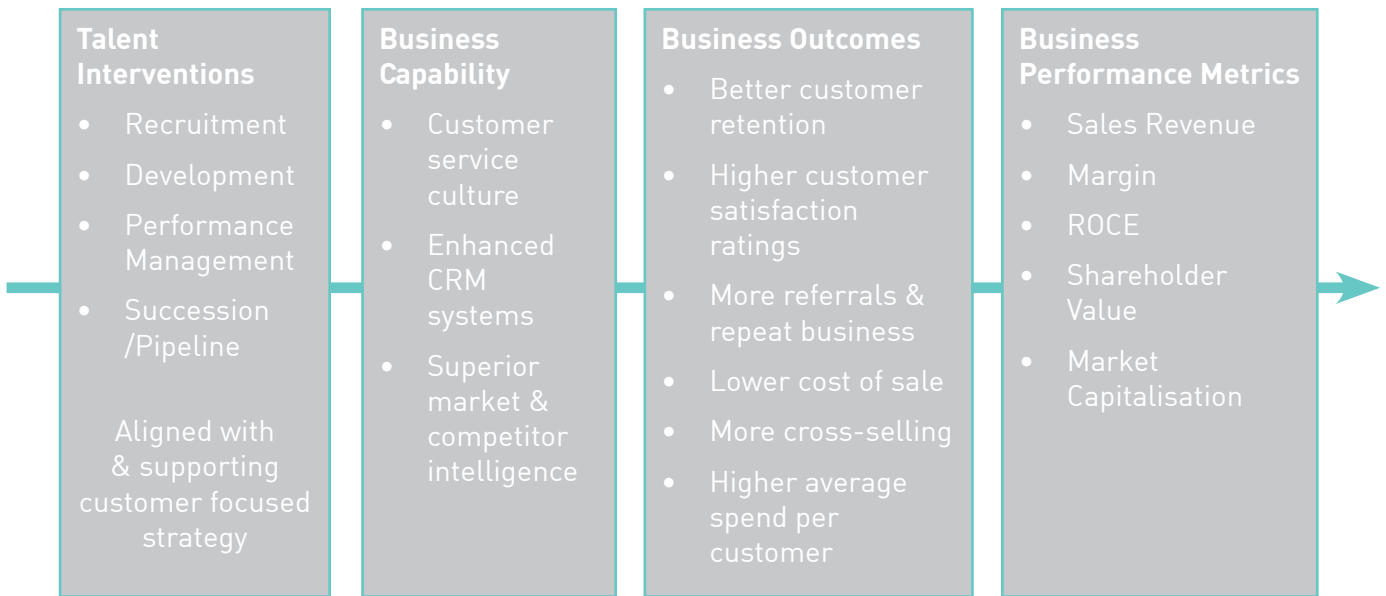 Talent
Interventions
• Recruitment
• Development
• Performance
Management
• Succession
/Pipeline
Aligned with
& supporting
customer focused
strategy
Business
Capability
• Customer
service
culture
• Enhanced
CRM
systems
• Superior
market &
competitor
intelligence
Business Outcomes
• Better customer
retention
• Higher customer
satisfaction
ratings
• More referrals &
repeat business
• Lower cost of sale
• More cross-selling
• Higher average
spend per
customer
Business
Performance Metrics
• Sales Revenue
• Margin
• ROCE
• Shareholder
Value
• Market
Capitalisation